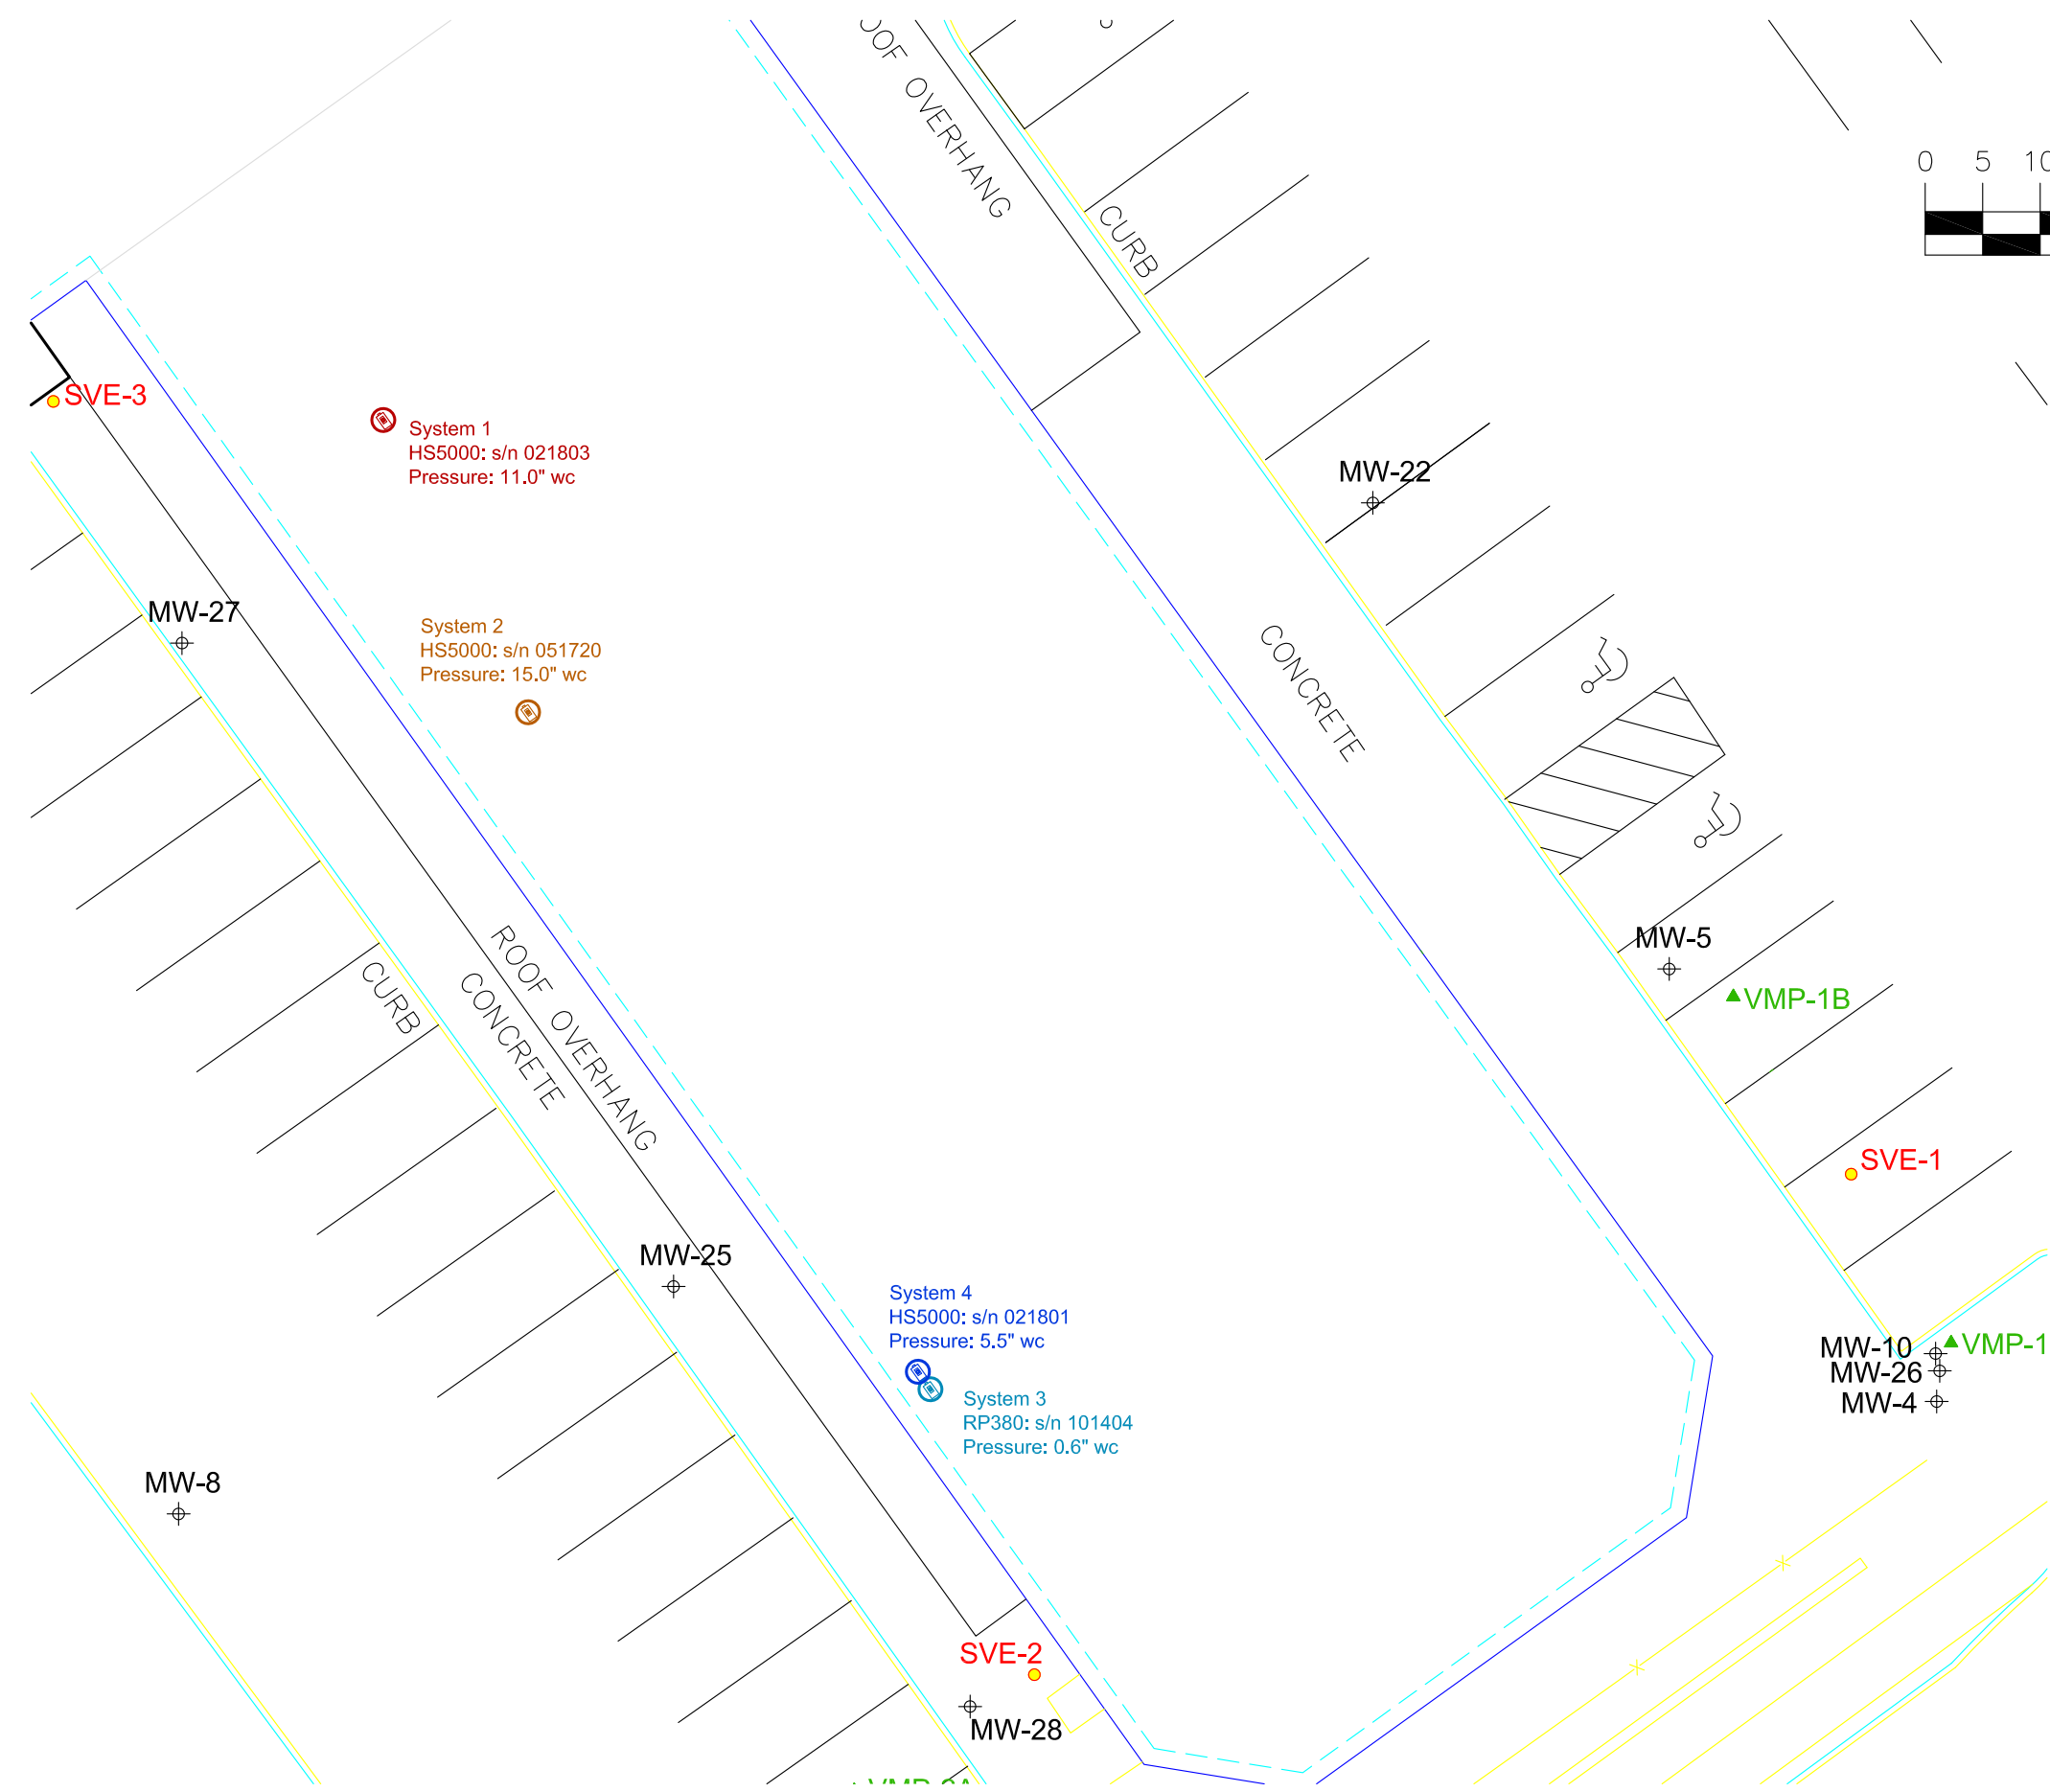 OOF OVERHANG
CURB
0 5 10
SVE-3
System 1
HS5000: s/n 021803
Pressure: 11.0" wc
MW-22
MW-27
System 2
HS5000: s/n 051720
Pressure: 15.0" wc
CONCRETE
MW-5
VMP-1B
ROOF OVERHANG
CURB
CONCRETE
SVE-1
MW-25
System 4
HS5000: s/n 021801
Pressure: 5.5" wc
MW-10
VMP-1
MW-26
MW-4
System 3
RP380: s/n 101404
Pressure: 0.6" wc
MW-8
SVE-2
MW-28